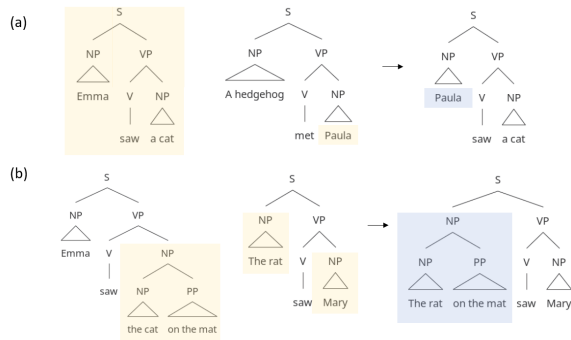 (a)
S S S
NP VP NP VP NP VP
Emma V NP A hedgehog V NP Paula V NP
saw a cat met Paula saw a cat
(b)
S S S
NP VP NP VP NP VP
Emma V NP The rat V NP NP PP V NP
saw NP PP saw Mary The rat on the mat saw Mary
the cat on the mat